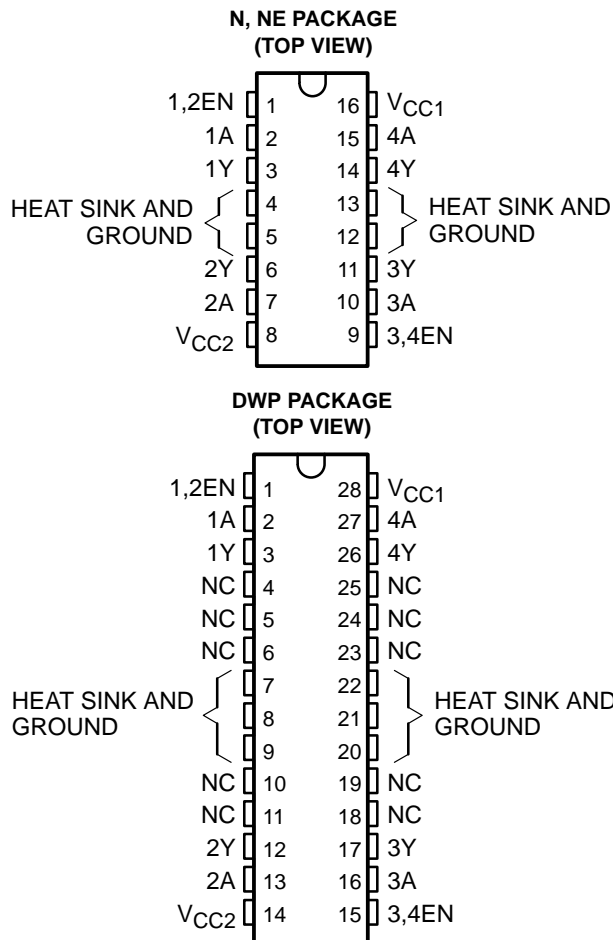 N, NE PACKAGE
(TOP VIEW)
1,2EN 1 16 VCC1
1A 2 15 4A
1Y 3 14 4Y
HEAT SINK AND GROUND 4 13 HEAT SINK AND GROUND
5 12
2Y 6 11 3Y
2A 7 10 3A
VCC2 8 9 3,4EN
DWP PACKAGE
(TOP VIEW)
1,2EN 1 28 VCC1
1A 2 27 4A
1Y 3 26 4Y
NC 4 25 NC
NC 5 24 NC
NC 6 23 NC
7 22
HEAT SINK AND GROUND 8 21 HEAT SINK AND GROUND
9 20
NC 10 19 NC
NC 11 18 NC
2Y 12 17 3Y
2A 13 16 3A
VCC2 14 15 3,4EN